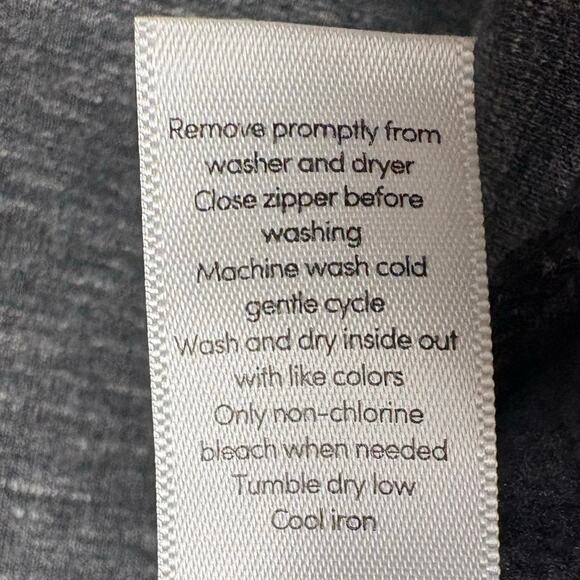 Remove promptly from
washer and dryer
Close zipper before
washing
Machine wash cold
gentle cycle
Wash and dry inside out
with like colors
Only non-chlorine
bleach when needed
Tumble dry low
Cool iron